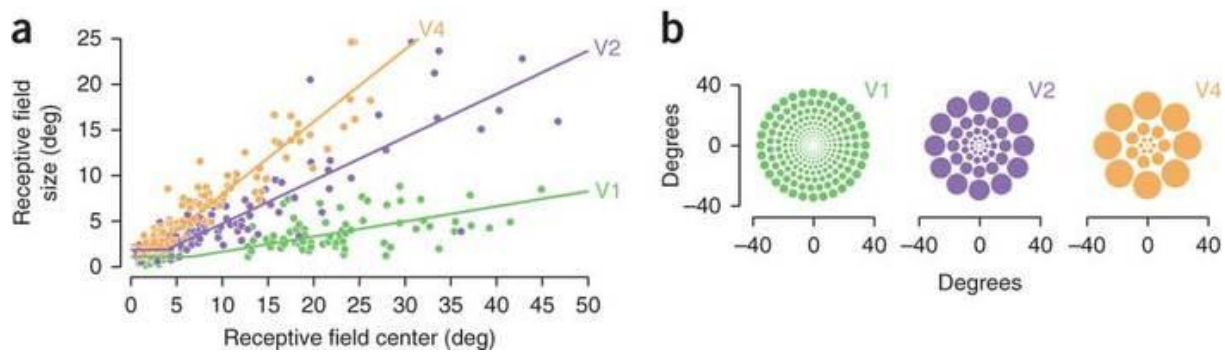 a
Receptive field
size (deg)
25
20
15
10
5
0
V4
V2
V1
0 5 10 15 20 25 30 35 40 45 50
Receptive field center (deg)
b
Degrees
40
0
−40
V1
V2
V4
−40 0 40
−40 0 40
−40 0 40
Degrees